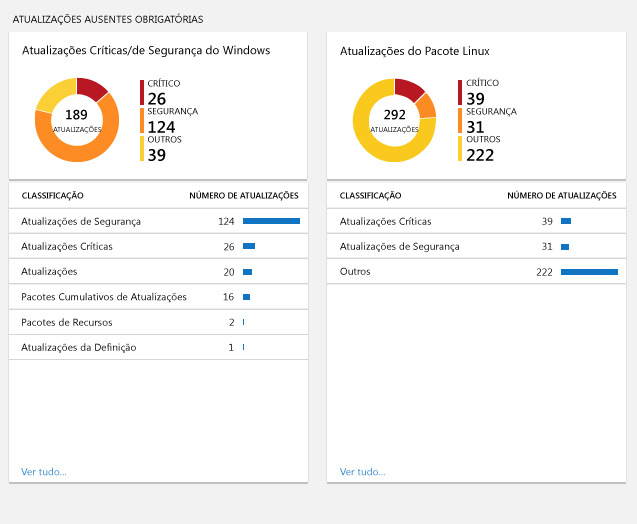 ATUALIZAÇÕES AUSENTES OBRIGATÓRIAS
Atualizações Críticas/de Segurança do Windows
189
ATUALIZAÇÕES
CRÍTICO
26
SEGURANÇA
124
OUTROS
39
CLASSIFICAÇÃO NÚMERO DE ATUALIZAÇÕES
Atualizações de Segurança 124
Atualizações Críticas 26
Atualizações 20
Pacotes Cumulativos de Atualizações 16
Pacotes de Recursos 2
Atualizações da Definição 1
Ver tudo...
Atualizações do Pacote Linux
292
ATUALIZAÇÕES
CRÍTICO
39
SEGURANÇA
31
OUTROS
222
CLASSIFICAÇÃO NÚMERO DE ATUALIZAÇÕES
Atualizações Críticas 39
Atualizações de Segurança 31
Outros 222
Ver tudo...